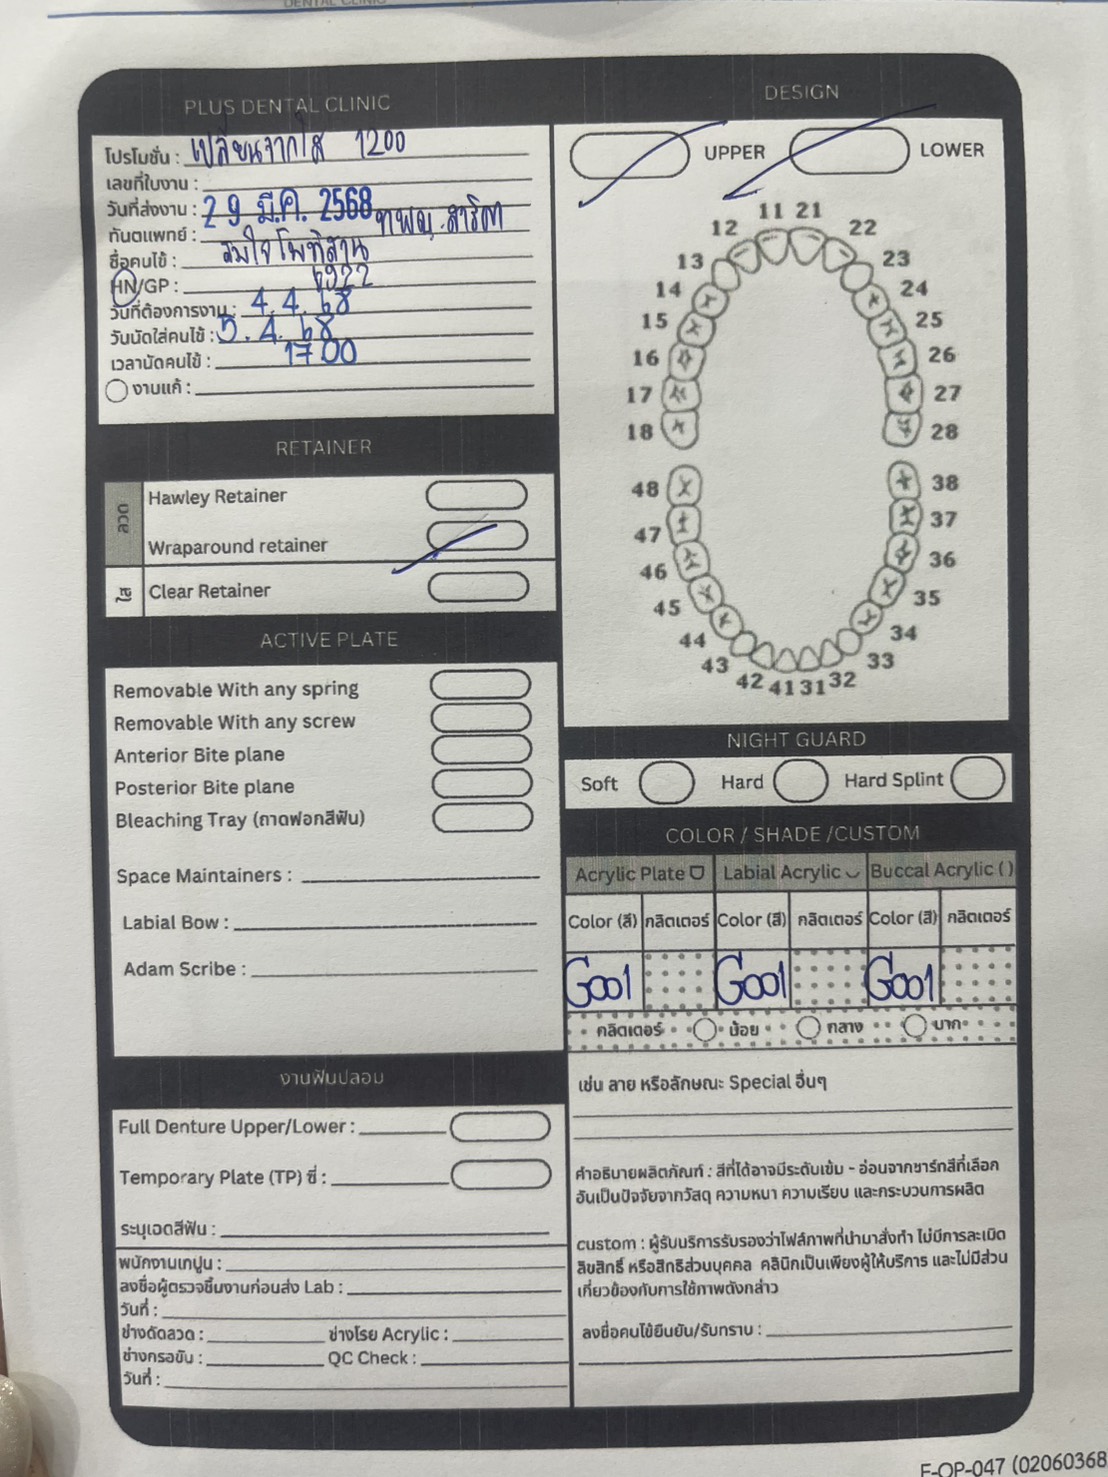 DENTAL CLINIC
PLUS DENTAL CLINIC
โปรโมชั่น : เปลี่ยนจากใส 1200
เลขที่ใบงาน :
วันที่ส่งงาน : 29 มี.ค. 2568
ทันตแพทย์ : ทพญ. สาริศา
ชื่อคนไข้ : สมใจ โพทิสาน
HN/GP : 6922
วันที่ต้องการงาน : 4.4.68
วันนัดใส่คนไข้ : 5.4.68
เวลานัดคนไข้ : 17 00
งานแก้ :
RETAINER
ลวด
Hawley Retainer
Wraparound retainer
ใส
Clear Retainer
ACTIVE PLATE
Removable With any spring
Removable With any screw
Anterior Bite plane
Posterior Bite plane
Bleaching Tray (ถาดฟอกสีฟัน)
Space Maintainers :
Labial Bow :
Adam Scribe :
งานฟันปลอม
Full Denture Upper/Lower :
Temporary Plate (TP) ซี่ :
ระบุเฉดสีฟัน :
พนักงานเทปูน :
ลงชื่อผู้ตรวจชิ้นงานก่อนส่ง Lab :
วันที่ :
ช่างดัดลวด : ช่างโรย Acrylic :
ช่างกรอขัน : QC Check :
วันที่ :
DESIGN
UPPER LOWER
11 21
12 22
13 23
14 24
15 25
16 26
17 27
18 28
48 38
47 37
46 36
45 35
44 34
43 33
42 41 31 32
NIGHT GUARD
Soft Hard Hard Splint
COLOR / SHADE /CUSTOM
Acrylic Plate Labial Acrylic Buccal Acrylic ( )
Color (สี) กลิตเตอร์ Color (สี) กลิตเตอร์ Color (สี) กลิตเตอร์
G001 G001 G001
กลิตเตอร์ น้อย กลาง มาก
เช่น ลาย หรือลักษณะ Special อื่นๆ
คำอธิบายผลิตภัณฑ์ : สีที่ได้อาจมีระดับเข้ม - อ่อนจากชาร์ทสีที่เลือก
อันเป็นปัจจัยจากวัสดุ ความหนา ความเรียบ และกระบวนการผลิต
custom : ผู้รับบริการรับรองว่าไฟล์ภาพที่นำมาสั่งทำ ไม่มีการละเมิด
ลิขสิทธิ์ หรือสิทธิส่วนบุคคล คลินิกเป็นเพียงผู้ให้บริการ และไม่มีส่วน
เกี่ยวข้องกับการใช้ภาพดังกล่าว
ลงชื่อคนไข้ยืนยัน/รับทราบ :
F-OP-047 (02060368